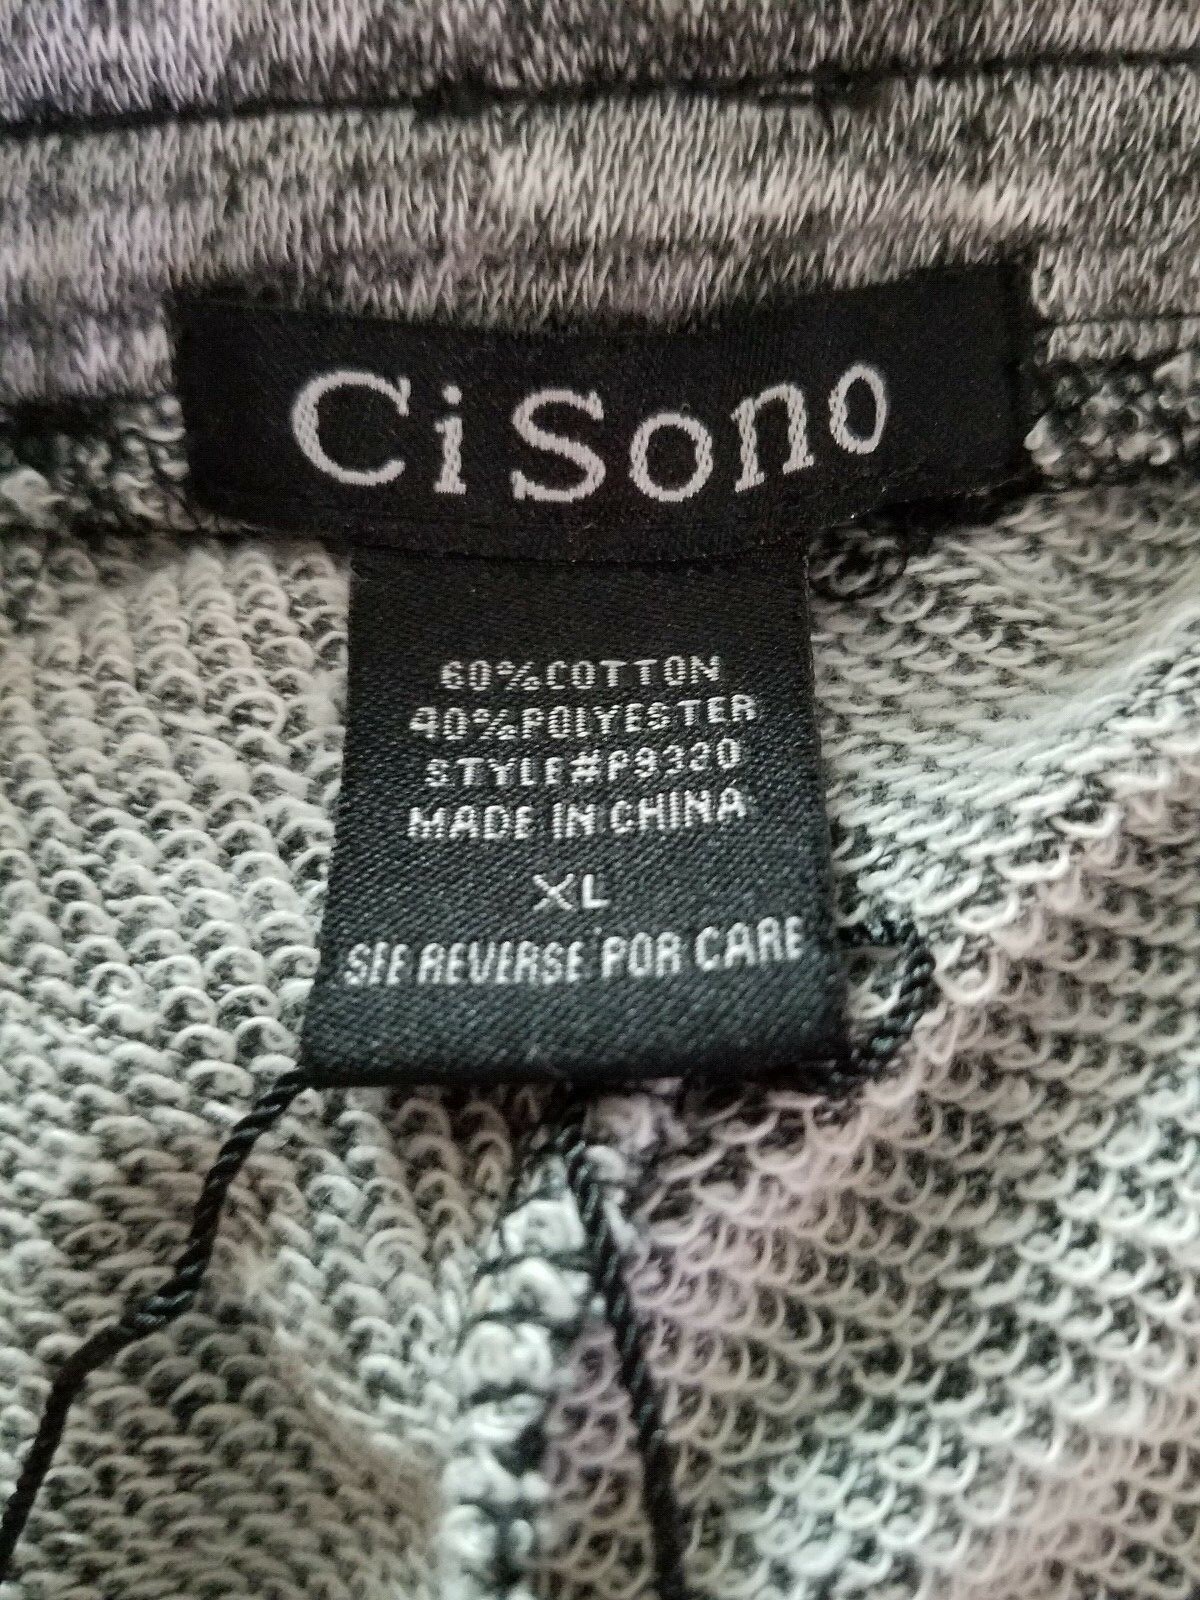 CiSono
60%COTTON
40%POLYESTER
STYLE#P9320
MADE IN CHINA
XL
SEE REVERSE FOR CARE